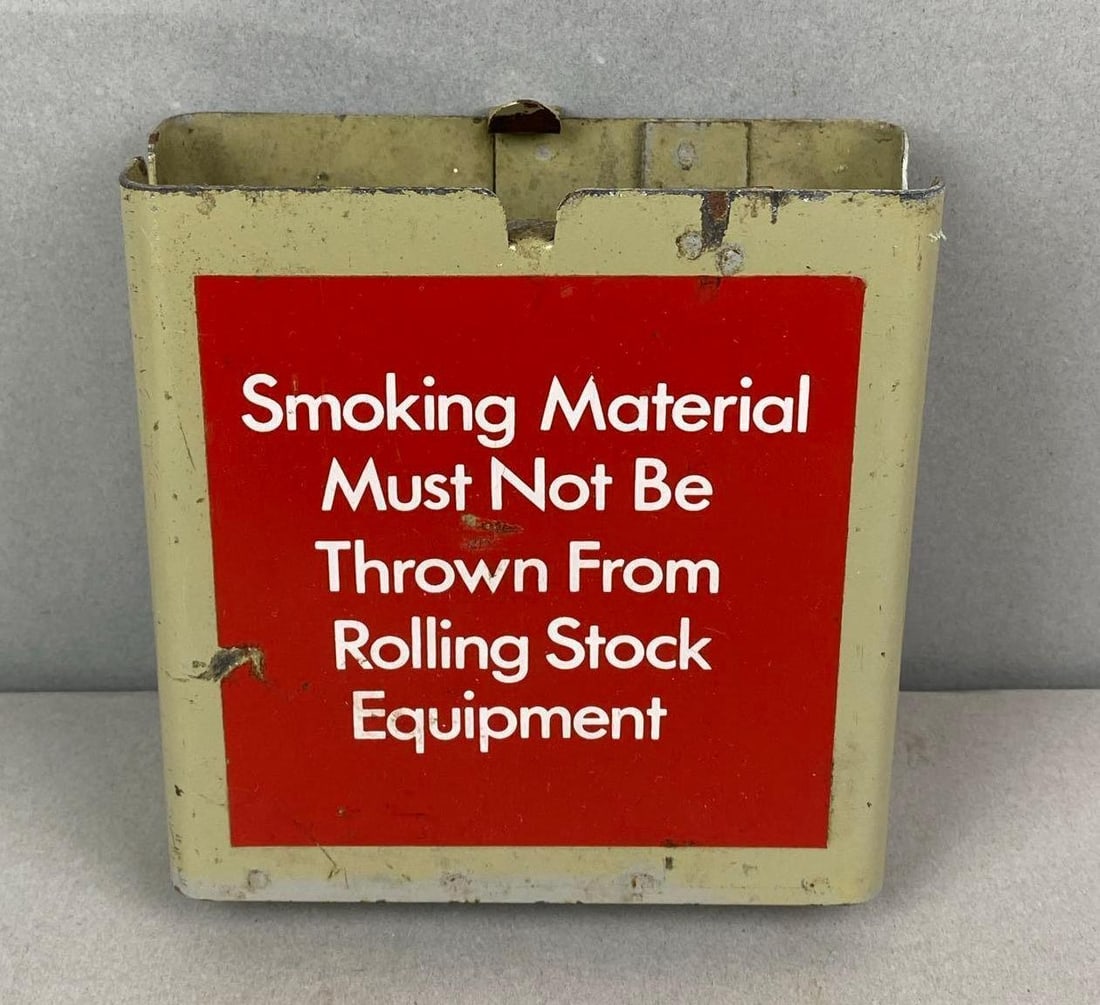 Smoking Material
Must Not Be
Thrown From
Rolling Stock
Equipment